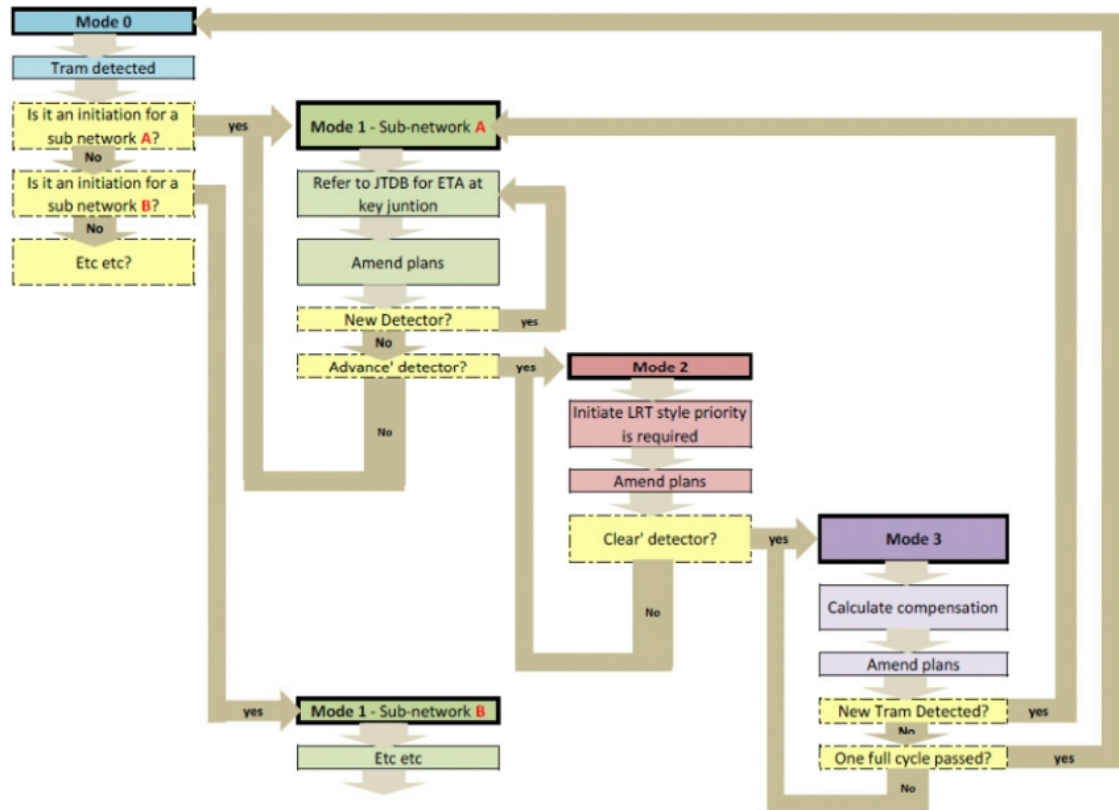 Mode 0
Tram detected
Is it an initiation for a
sub network A?
yes
No
Is it an initiation for a
sub network B?
No
Etc etc?
Mode 1 - Sub-network A
Refer to JTDB for ETA at
key juntion
Amend plans
New Detector?
yes
No
Advance' detector?
yes
No
Mode 2
Initiate LRT style priority
is required
Amend plans
Clear' detector?
yes
No
Mode 3
Calculate compensation
Amend plans
New Tram Detected?
yes
No
One full cycle passed?
yes
No
yes
Mode 1 - Sub-network B
Etc etc